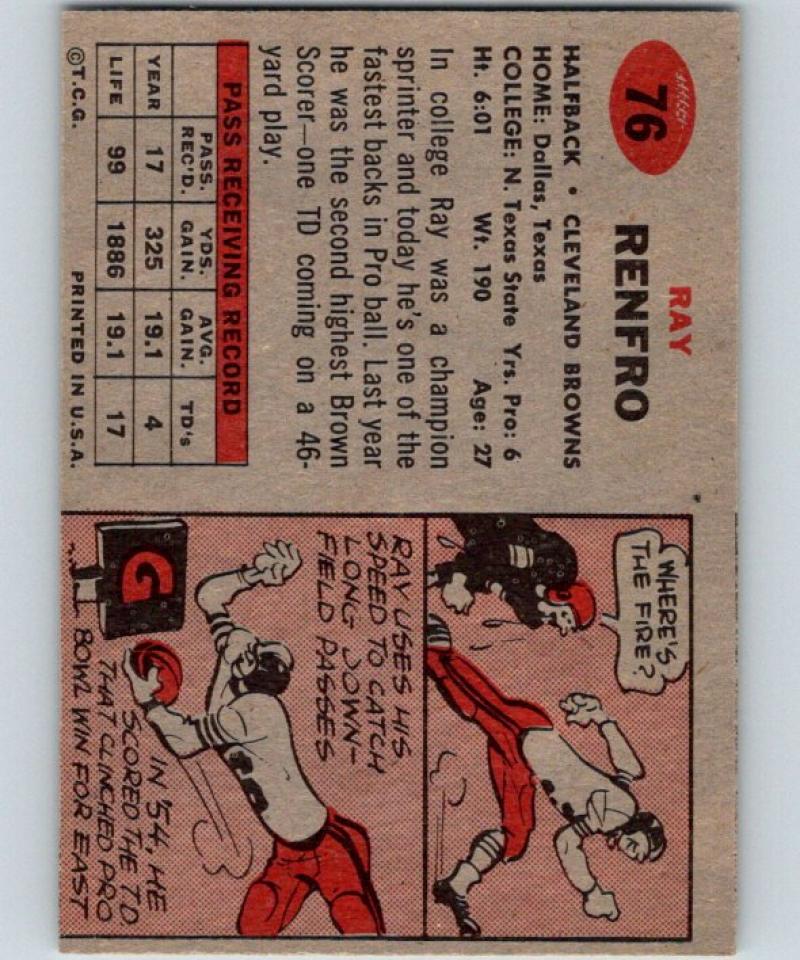 76
RAY
RENFRO
HALFBACK • CLEVELAND BROWNS
HOME: Dallas, Texas
COLLEGE: N. Texas State Yrs. Pro: 6
Ht. 6:01 Wt. 190 Age: 27
In college Ray was a champion
sprinter and today he's one of the
fastest backs in Pro ball. Last year
he was the second highest Brown
Scorer—one TD coming on a 46-
yard play.
PASS RECEIVING RECORD
PASS. REC'D. YDS. GAIN. AVG. GAIN. TD's
YEAR 17 325 19.1 4
LIFE 99 1886 19.1 17
©T.C.G. PRINTED IN U.S.A.
WHERE'S
THE FIRE?
RAY USES HIS
SPEED TO CATCH
LONG DOWN-
FIELD PASSES
G
IN '54, HE
SCORED THE TD
THAT CLINCHED PRO
BOWL WIN FOR EAST